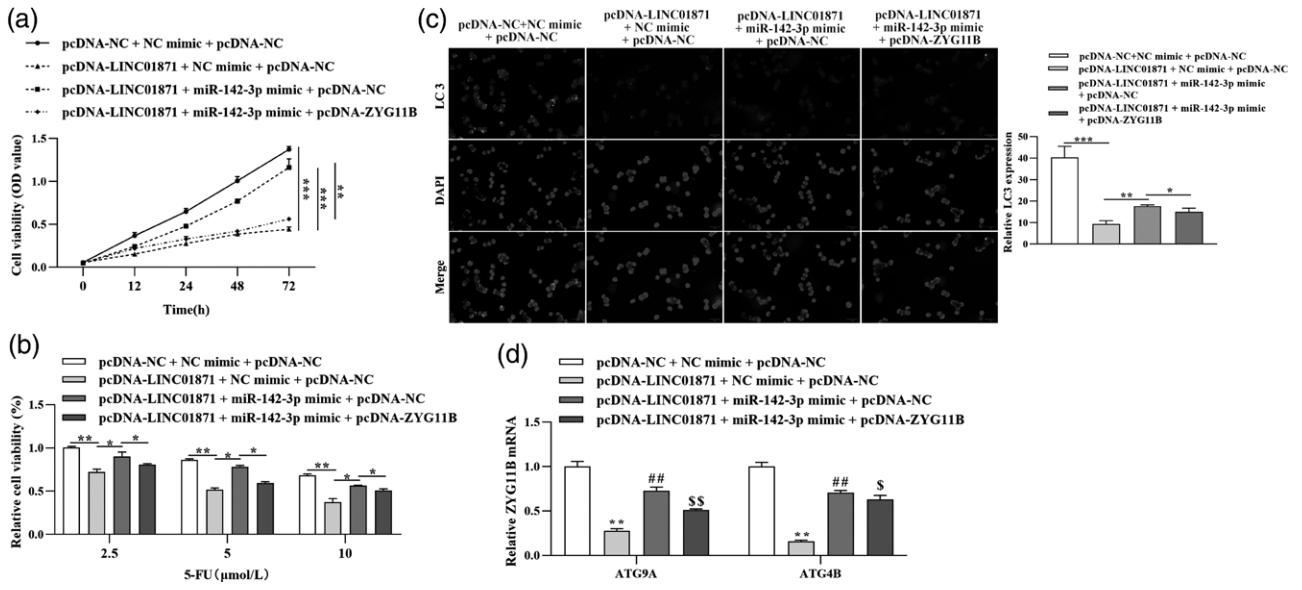 (a)
pcDNA-NC + NC mimic + pcDNA-NC
pcDNA-LINC01871 + NC mimic + pcDNA-NC
pcDNA-LINC01871 + miR-142-3p mimic + pcDNA-NC
pcDNA-LINC01871 + miR-142-3p mimic + pcDNA-ZYG11B
Cell viability (OD value)
1.5
1.0
0.5
0.0
***
***
**
0 12 24 48 72
Time(h)
(b)
pcDNA-NC + NC mimic + pcDNA-NC
pcDNA-LINC01871 + NC mimic + pcDNA-NC
pcDNA-LINC01871 + miR-142-3p mimic + pcDNA-NC
pcDNA-LINC01871 + miR-142-3p mimic + pcDNA-ZYG11B
Relative cell viability (%)
1.5
1.0
0.5
0.0
** * *
** * *
** * *
2.5 5 10
5-FU(μmol/L)
(c)
pcDNA-NC+NC mimic
+ pcDNA-NC
pcDNA-LINC01871
+ NC mimic
+ pcDNA-NC
pcDNA-LINC01871
+ miR-142-3p mimic
+ pcDNA-NC
pcDNA-LINC01871
+ miR-142-3p mimic
+ pcDNA-ZYG11B
LC 3
DAPI
Merge
pcDNA-NC+NC mimic + pcDNA-NC
pcDNA-LINC01871 + NC mimic + pcDNA-NC
pcDNA-LINC01871 + miR-142-3p mimic
+ pcDNA-NC
pcDNA-LINC01871 + miR-142-3p mimic
+ pcDNA-ZYG11B
Relative LC3 expression
50
40
30
20
10
0
*** ** *
(d)
pcDNA-NC + NC mimic + pcDNA-NC
pcDNA-LINC01871 + NC mimic + pcDNA-NC
pcDNA-LINC01871 + miR-142-3p mimic + pcDNA-NC
pcDNA-LINC01871 + miR-142-3p mimic + pcDNA-ZYG11B
Relative ZYG11B mRNA
1.5
1.0
0.5
0.0
** ## $$
** ## $
ATG9A ATG4B